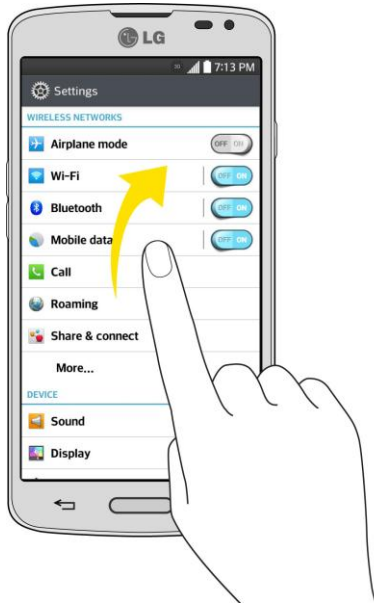 LG
3G 7:13 PM
Settings
WIRELESS NETWORKS
Airplane mode OFF ON
Wi-Fi OFF ON
Bluetooth OFF ON
Mobile data OFF ON
Call
Roaming
Share & connect
More...
DEVICE
Sound
Display